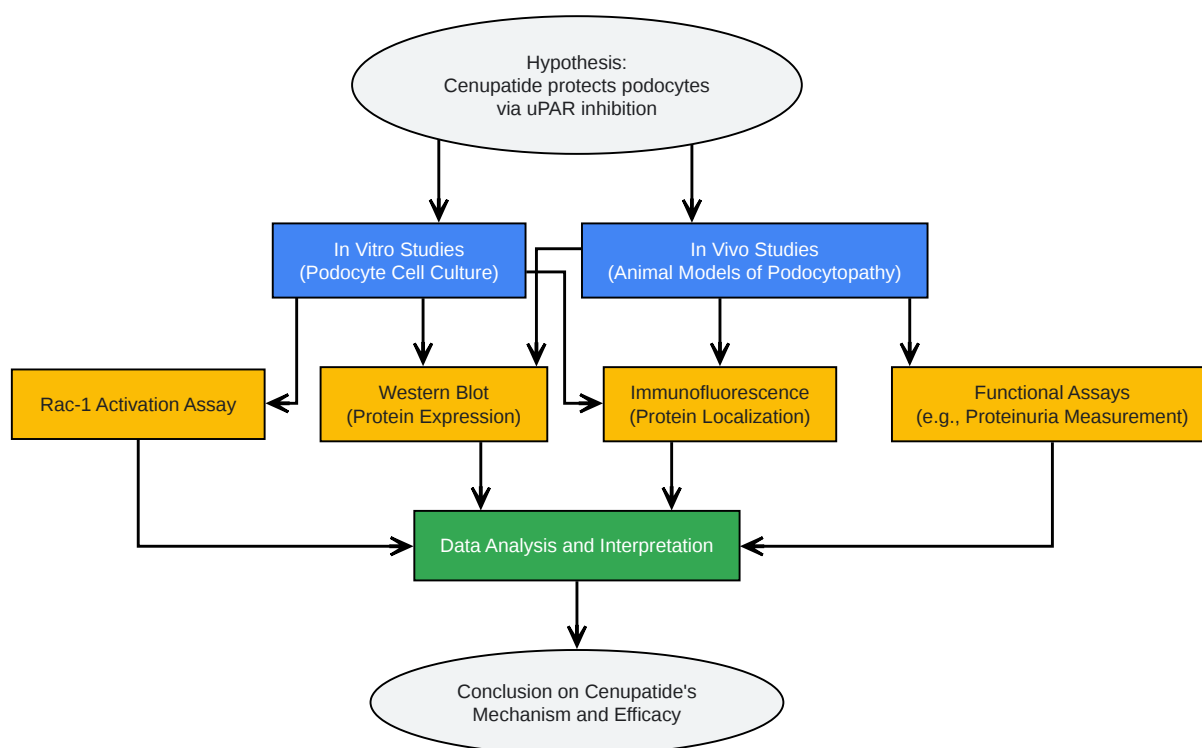 Hypothesis:
Cenupatide protects podocytes
via uPAR inhibition
In Vitro Studies
(Podocyte Cell Culture)
In Vivo Studies
(Animal Models of Podocytopathy)
Rac-1 Activation Assay
Western Blot
(Protein Expression)
Immunofluorescence
(Protein Localization)
Functional Assays
(e.g., Proteinuria Measurement)
Data Analysis and Interpretation
Conclusion on Cenupatide's
Mechanism and Efficacy